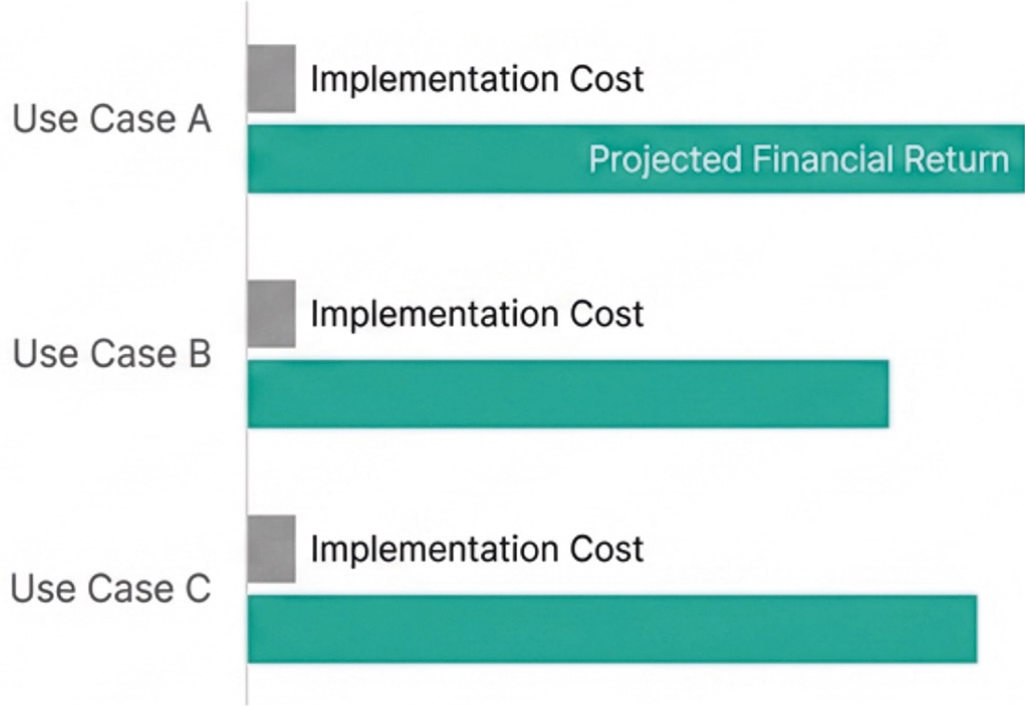 Implementation Cost
Use Case A
Projected Financial Return
Implementation Cost
Use Case B
Implementation Cost
Use Case C